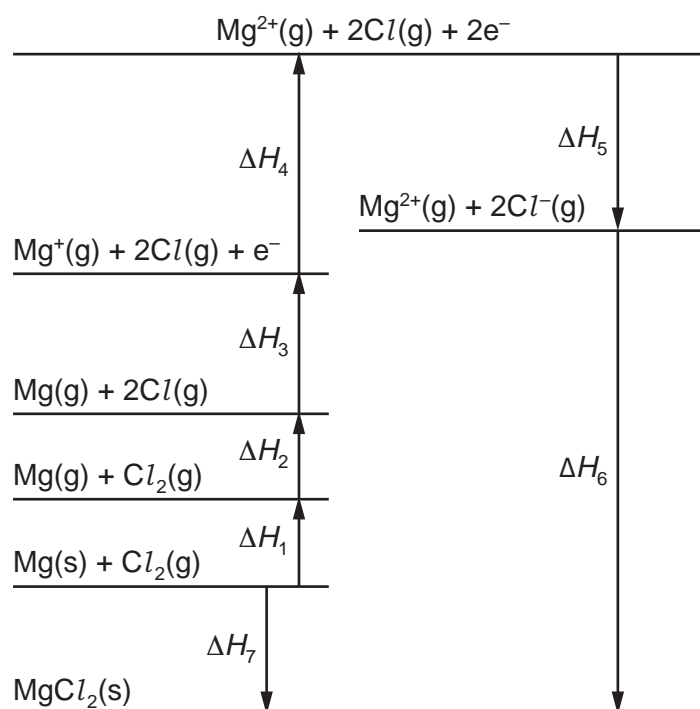 Mg²⁺(g) + 2Cl(g) + 2e⁻
ΔH₄
ΔH₅
Mg²⁺(g) + 2Cl⁻(g)
Mg⁺(g) + 2Cl(g) + e⁻
ΔH₃
Mg(g) + 2Cl(g)
ΔH₂
ΔH₆
Mg(g) + Cl₂(g)
ΔH₁
Mg(s) + Cl₂(g)
ΔH₇
MgCl₂(s)